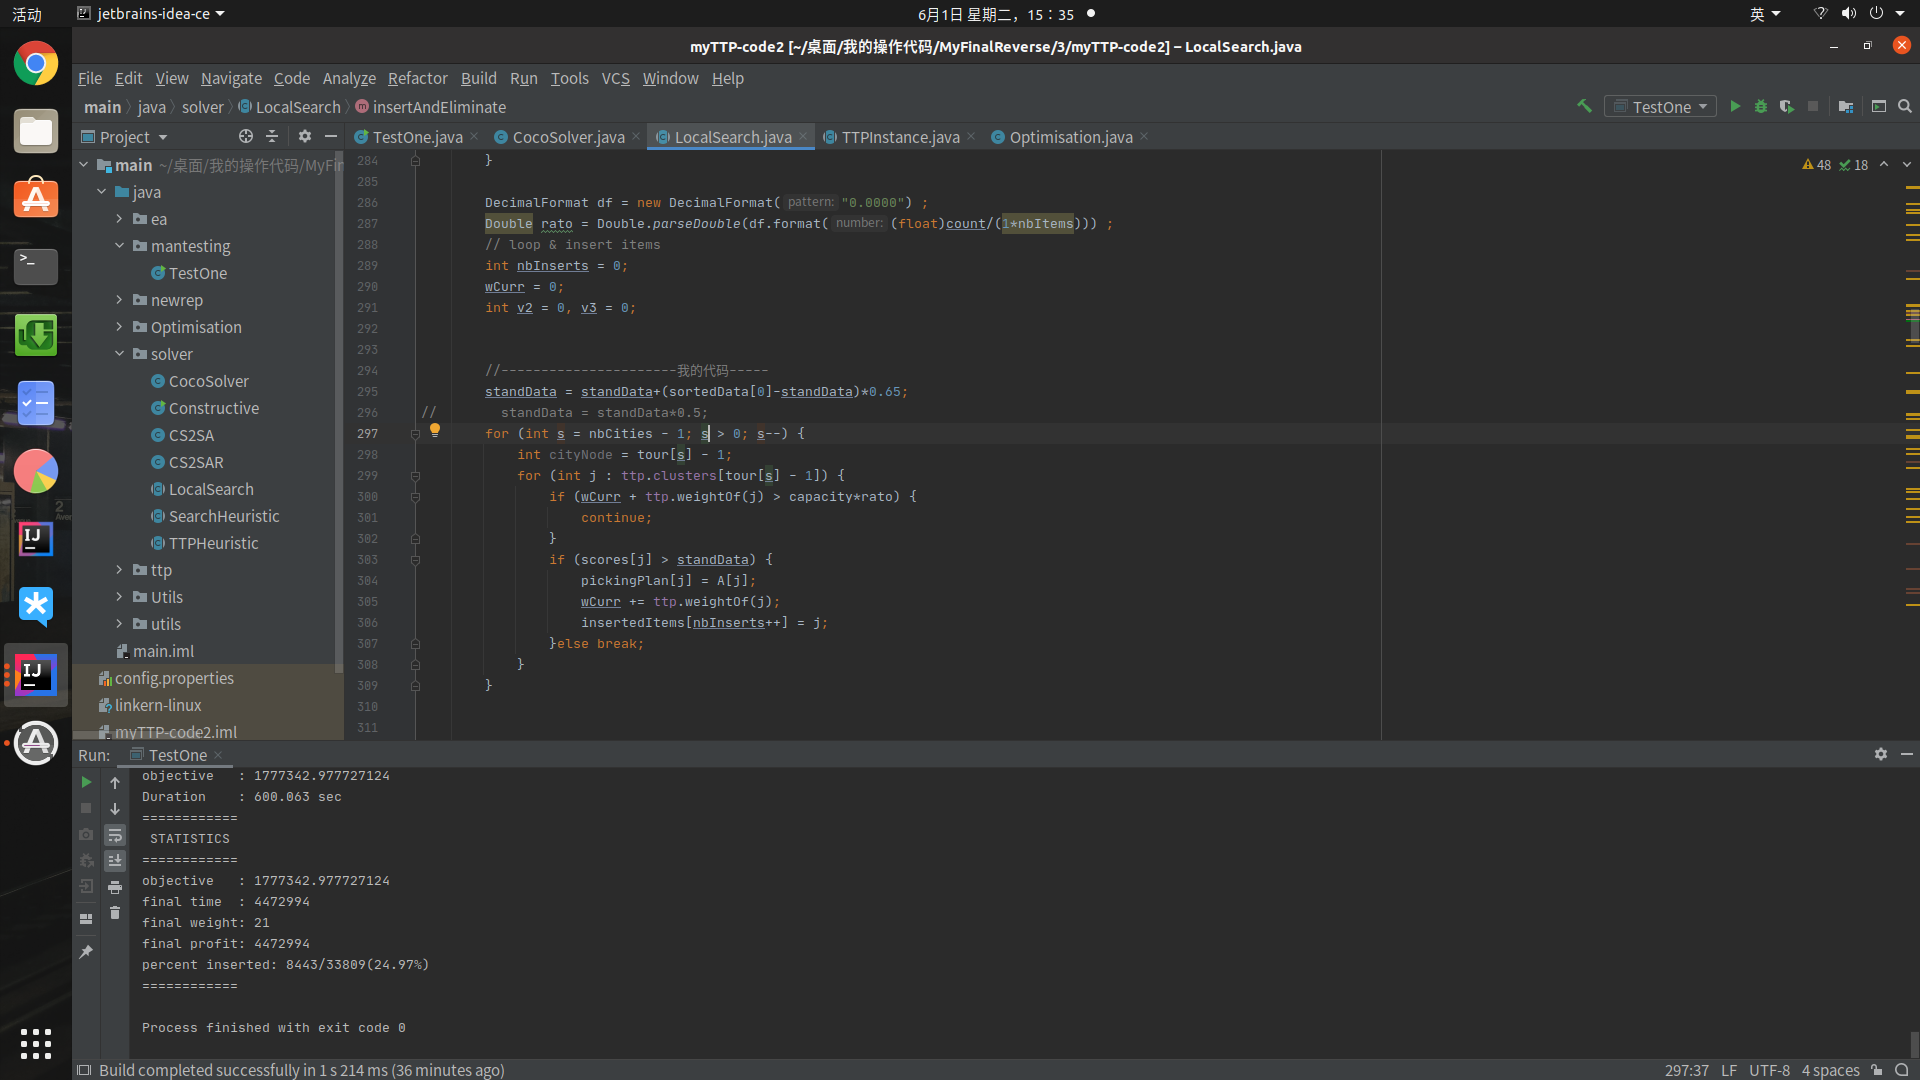 活动
jetbrains-idea-ce
6月1日 星期二，15：35
英
myTTP-code2 [~/桌面/我的操作代码/MyFinalReverse/3/myTTP-code2] – LocalSearch.java
File Edit View Navigate Code Analyze Refactor Build Run Tools VCS Window Help
main java solver LocalSearch insertAndEliminate
TestOne
Project
TestOne.java CocoSolver.java LocalSearch.java TTPInstance.java Optimisation.java
main ~/桌面/我的操作代码/MyFin
java
ea
mantesting
TestOne
newrep
Optimisation
solver
CocoSolver
Constructive
CS2SA
CS2SAR
LocalSearch
SearchHeuristic
TTPHeuristic
ttp
Utils
utils
main.iml
config.properties
linkern-linux
myTTP-code2.iml
48 18
284 }
285
286 DecimalFormat df = new DecimalFormat( pattern: "0.0000") ;
287 Double rato = Double.parseDouble(df.format( number: (float)count/(1*nbItems))) ;
288 // loop & insert items
289 int nbInserts = 0;
290 wCurr = 0;
291 int v2 = 0, v3 = 0;
292
293
294 //----------------------我的代码-----
295 standData = standData+(sortedData[0]-standData)*0.65;
296 // standData = standData*0.5;
297 for (int s = nbCities - 1; s > 0; s--) {
298 int cityNode = tour[s] - 1;
299 for (int j : ttp.clusters[tour[s] - 1]) {
300 if (wCurr + ttp.weightOf(j) > capacity*rato) {
301 continue;
302 }
303 if (scores[j] > standData) {
304 pickingPlan[j] = A[j];
305 wCurr += ttp.weightOf(j);
306 insertedItems[nbInserts++] = j;
307 }else break;
308 }
309 }
310
311
Run: TestOne
objective : 1777342.977727124
Duration : 600.063 sec
============
STATISTICS
============
objective : 1777342.977727124
final time : 4472994
final weight: 21
final profit: 4472994
percent inserted: 8443/33809(24.97%)
============
Process finished with exit code 0
Build completed successfully in 1 s 214 ms (36 minutes ago)
297:37 LF UTF-8 4 spaces